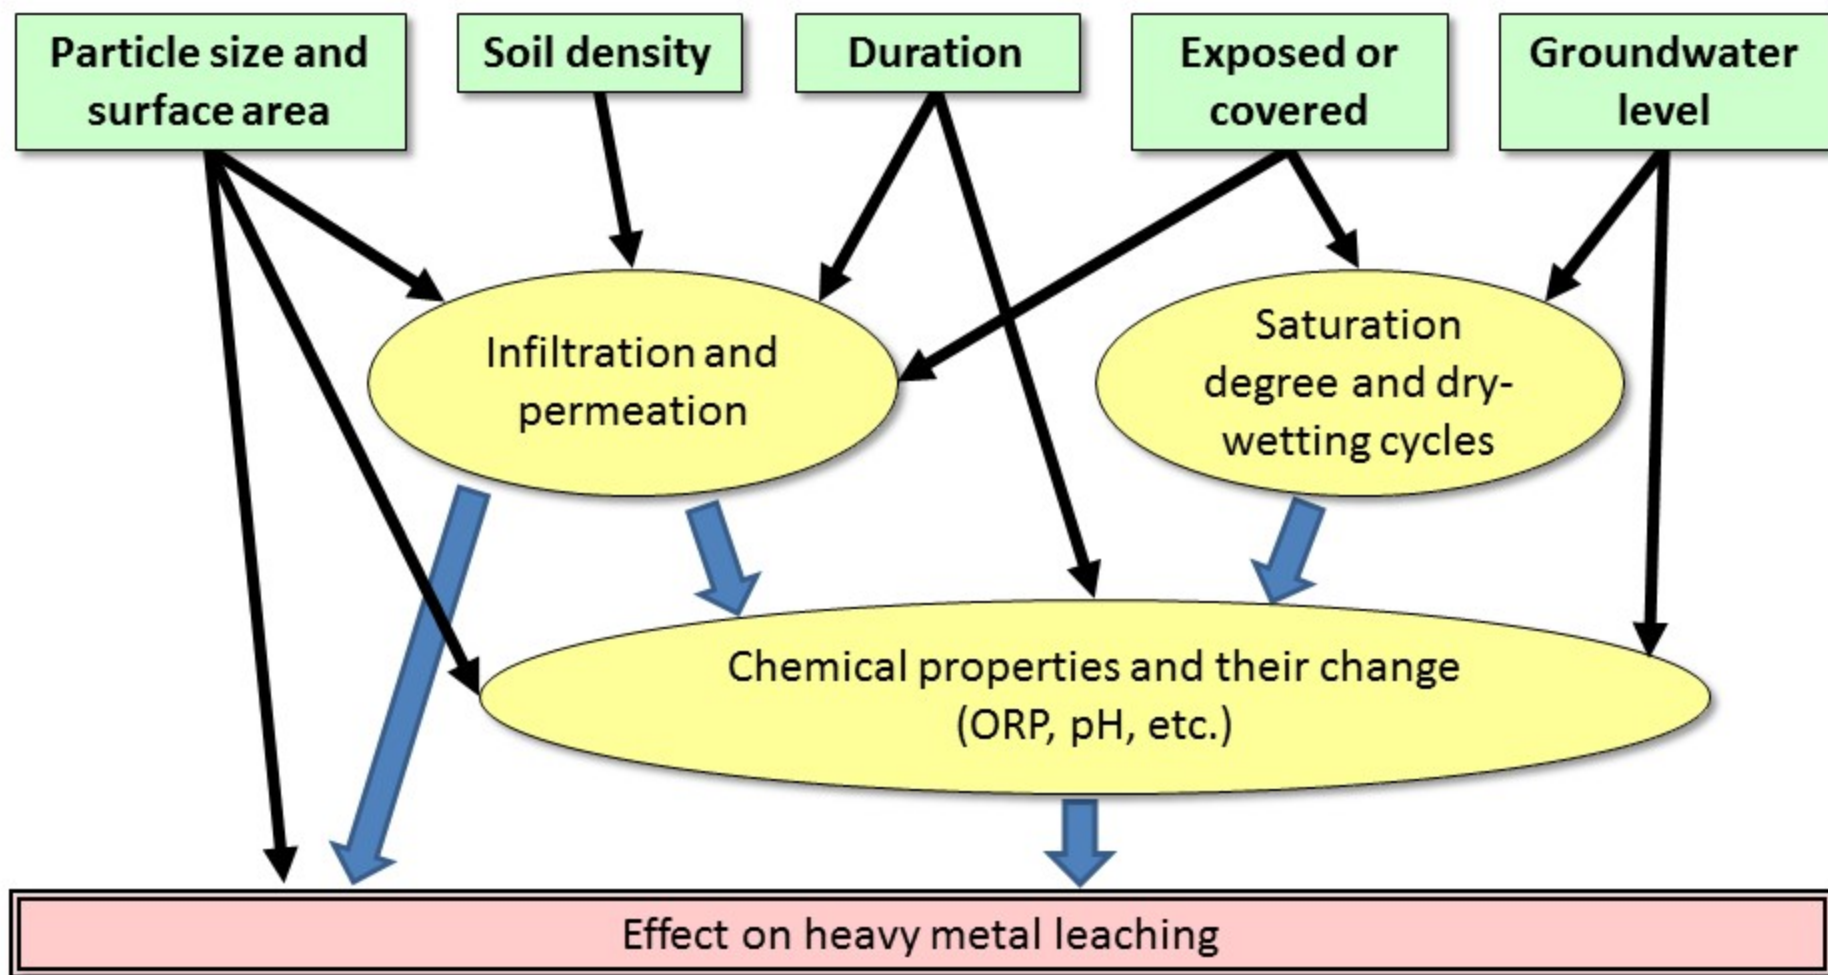 Particle size and
surface area
Soil density
Duration
Exposed or
covered
Groundwater
level
Infiltration and
permeation
Saturation
degree and dry-
wetting cycles
Chemical properties and their change
(ORP, pH, etc.)
Effect on heavy metal leaching